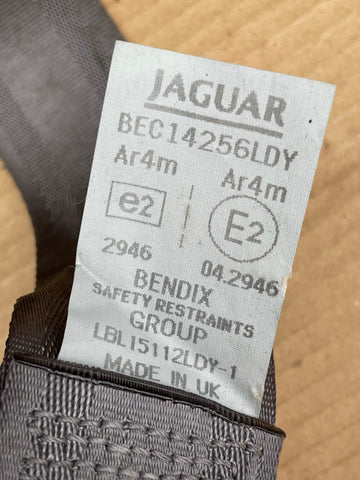 JAGUAR
BEC14256LDY
Ar4m Ar4m
e2 E2
2946 04.2946
BENDIX
SAFETY RESTRAINTS
GROUP
LBL15112LDY-1
MADE IN UK